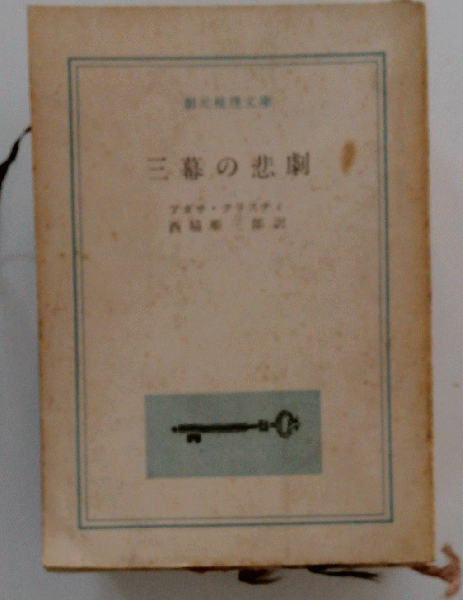 創元推理文庫
三幕の悲劇
アガサ・クリスティ
西脇順三郎訳